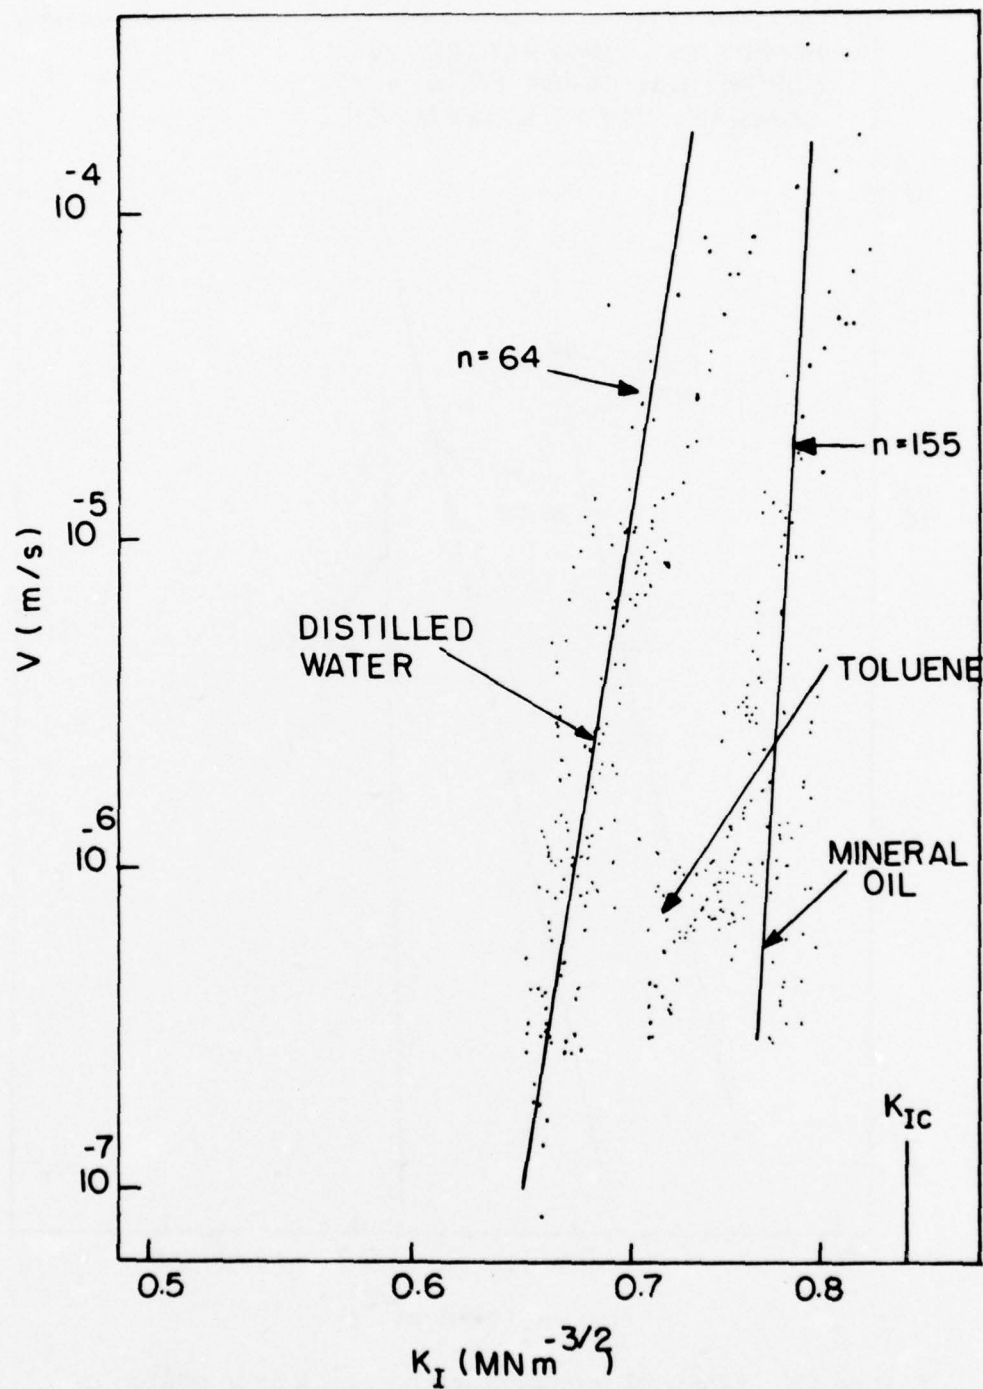 10^-4
n=64
n=155
10^-5
V (m/s)
DISTILLED
WATER
TOLUENE
10^-6
MINERAL
OIL
K_IC
10^-7
0.5 0.6 0.7 0.8
K_I (MNm^-3/2)